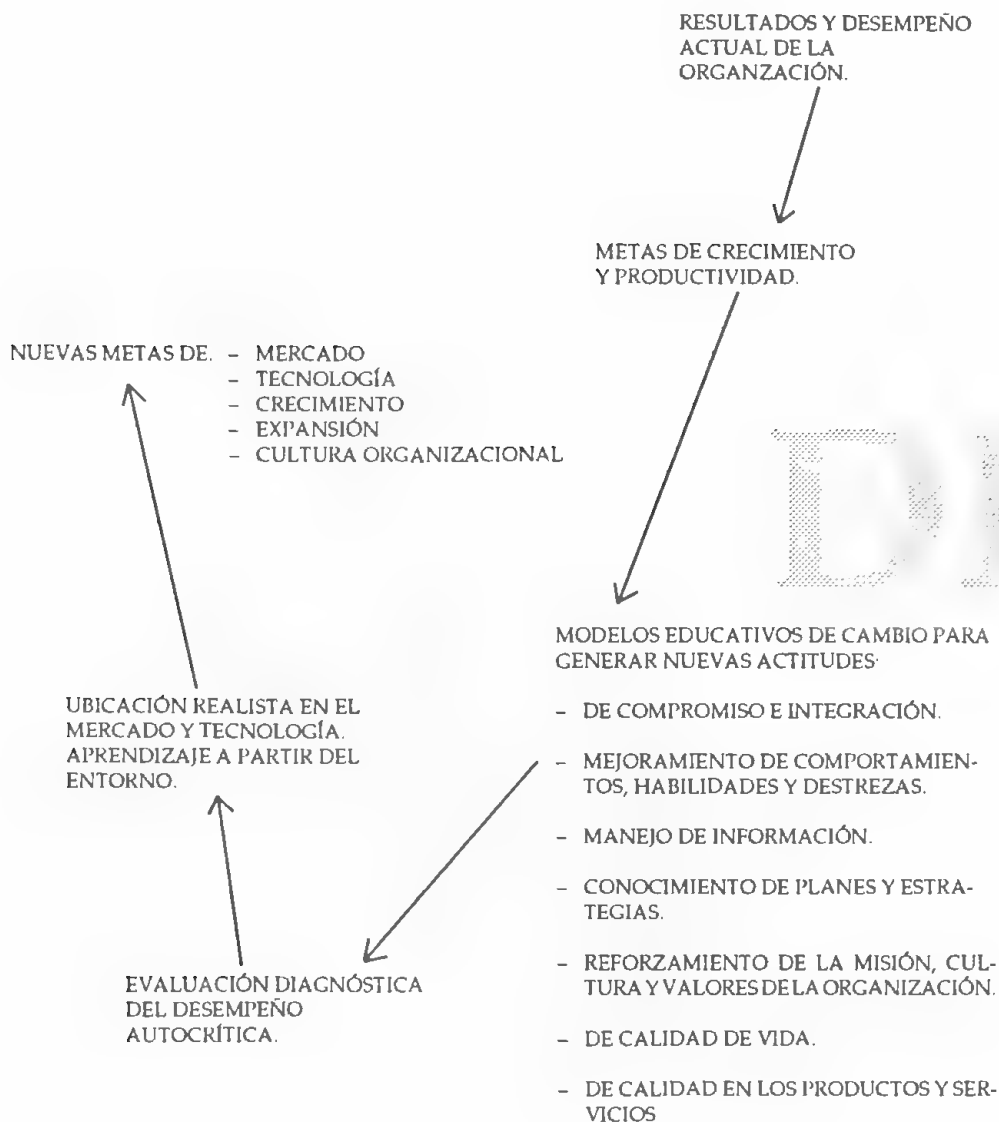 RESULTADOS Y DESEMPEÑO
ACTUAL DE LA
ORGANZACIÓN.
METAS DE CRECIMIENTO
Y PRODUCTIVIDAD.
NUEVAS METAS DE. – MERCADO
– TECNOLOGÍA
– CRECIMIENTO
– EXPANSIÓN
– CULTURA ORGANIZACIONAL
MODELOS EDUCATIVOS DE CAMBIO PARA
GENERAR NUEVAS ACTITUDES·
– DE COMPROMISO E INTEGRACIÓN.
– MEJORAMIENTO DE COMPORTAMIEN-
TOS, HABILIDADES Y DESTREZAS.
– MANEJO DE INFORMACIÓN.
– CONOCIMIENTO DE PLANES Y ESTRA-
TEGIAS.
– REFORZAMIENTO DE LA MISIÓN, CUL-
TURA Y VALORES DE LA ORGANIZACIÓN.
– DE CALIDAD DE VIDA.
– DE CALIDAD EN LOS PRODUCTOS Y SER-
VICIOS
UBICACIÓN REALISTA EN EL
MERCADO Y TECNOLOGÍA.
APRENDIZAJE A PARTIR DEL
ENTORNO.
EVALUACIÓN DIAGNÓSTICA
DEL DESEMPEÑO
AUTOCRÍTICA.